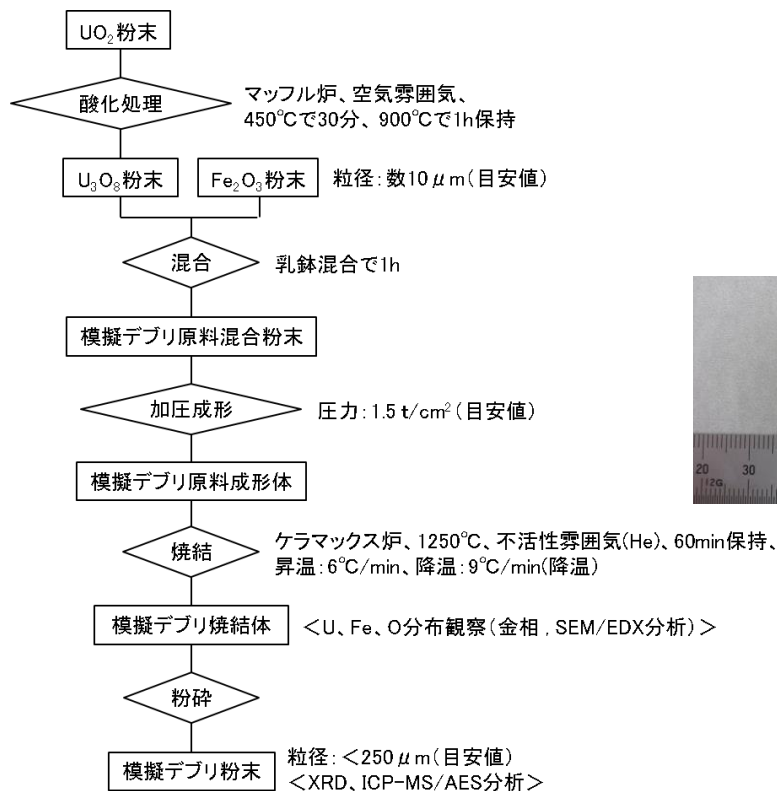 UO₂粉末
酸化処理
マッフル炉、空気雰囲気、
450℃で30分、900℃で1h保持
U₃O₈粉末
Fe₂O₃粉末
粒径：数10μm(目安値)
混合
乳鉢混合で1h
模擬デブリ原料混合粉末
加圧成形
圧力：1.5 t/cm²(目安値)
模擬デブリ原料成形体
20 30
12G
焼結
ケラマックス炉、1250℃、不活性雰囲気(He)、60min保持、
昇温：6℃/min、降温：9℃/min(降温)
模擬デブリ焼結体
＜U、Fe、O分布観察(金相 , SEM/EDX分析)＞
粉砕
模擬デブリ粉末
粒径：＜250μm(目安値)
＜XRD、ICP-MS/AES分析＞